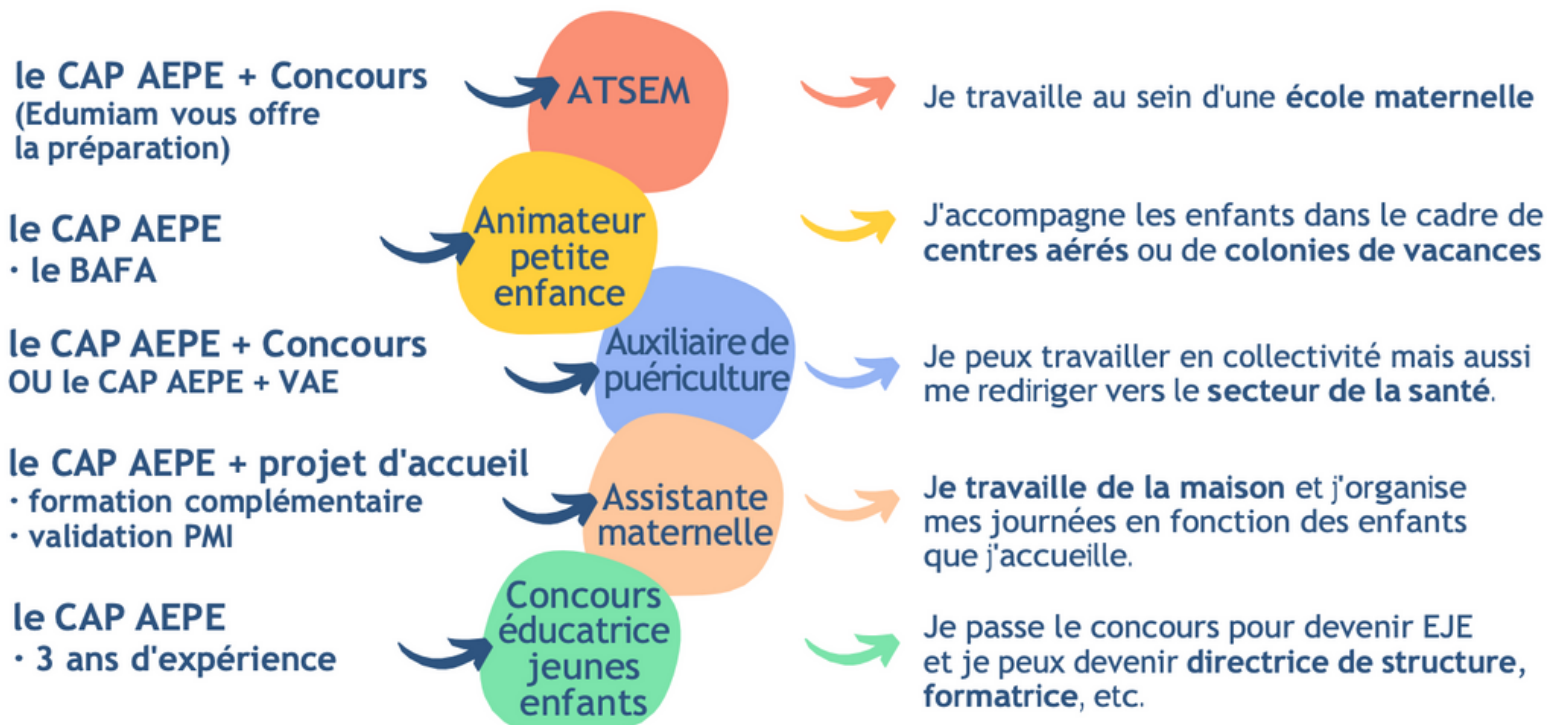 le CAP AEPE + Concours
(Edumiam vous offre
la préparation)
ATSEM
Je travaille au sein d'une école maternelle
le CAP AEPE
· le BAFA
Animateur
petite
enfance
J'accompagne les enfants dans le cadre de
centres aérés ou de colonies de vacances
le CAP AEPE + Concours
OU le CAP AEPE + VAE
Auxiliaire de
puériculture
Je peux travailler en collectivité mais aussi
me rediriger vers le secteur de la santé.
le CAP AEPE + projet d'accueil
· formation complémentaire
· validation PMI
Assistante
maternelle
Je travaille de la maison et j'organise
mes journées en fonction des enfants
que j'accueille.
le CAP AEPE
· 3 ans d'expérience
Concours
éducatrice
jeunes
enfants
Je passe le concours pour devenir EJE
et je peux devenir directrice de structure,
formatrice, etc.